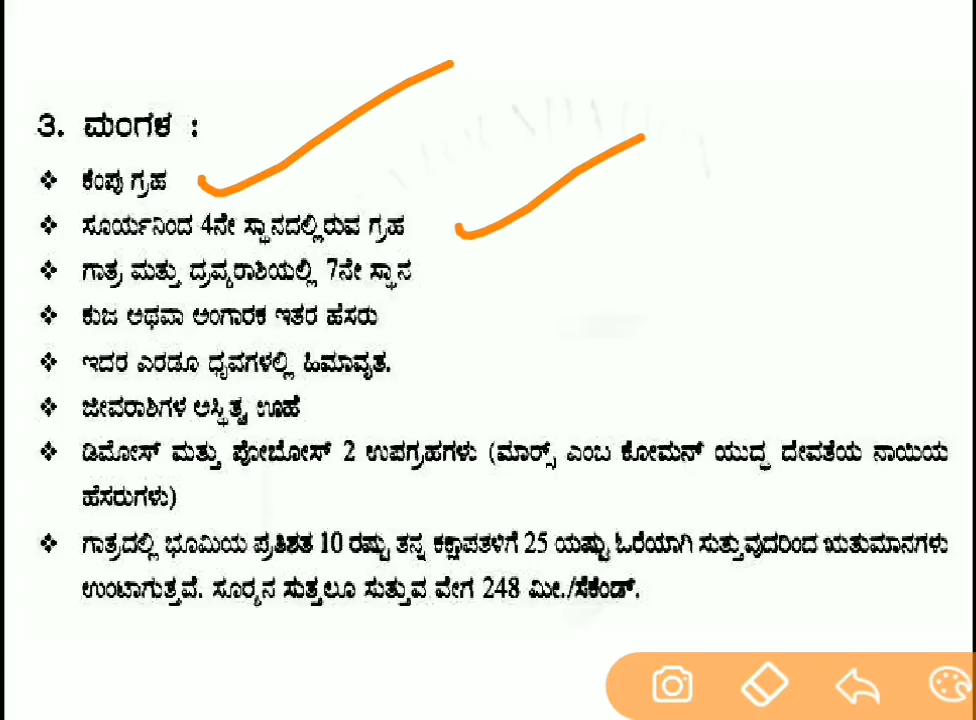 3. ಮಂಗಳ :
❖ ಕೆಂಪು ಗ್ರಹ
❖ ಸೂರ್ಯನಿಂದ 4ನೇ ಸ್ಥಾನದಲ್ಲಿರುವ ಗ್ರಹ
❖ ಗಾತ್ರ ಮತ್ತು ದ್ರವ್ಯರಾಶಿಯಲ್ಲಿ 7ನೇ ಸ್ಥಾನ
❖ ಕುಜ ಅಥವಾ ಅಂಗಾರಕ ಇತರ ಹೆಸರು
❖ ಇದರ ಎರಡೂ ಧೃವಗಳಲ್ಲಿ ಹಿಮಾವೃತ.
❖ ಜೀವರಾಶಿಗಳ ಅಸ್ಥಿತ್ವ ಊಹೆ
❖ ಡಿಮೋಸ್ ಮತ್ತು ಪೋಬೋಸ್ 2 ಉಪಗ್ರಹಗಳು (ಮಾರ್ಸ್ ಎಂಬ ರೋಮನ್ ಯುದ್ಧ ದೇವತೆಯ ನಾಯಿಯ
ಹೆಸರುಗಳು)
❖ ಗಾತ್ರದಲ್ಲಿ ಭೂಮಿಯ ಪ್ರತಿಶತ 10 ರಷ್ಟು ತನ್ನ ಕಕ್ಷಾಪತಳಿಗೆ 25 ಯಷ್ಟು ಓರೆಯಾಗಿ ಸುತ್ತುವುದರಿಂದ ಋತುಮಾನಗಳು
ಉಂಟಾಗುತ್ತವೆ. ಸೂರ್ಯನ ಸುತ್ತಲೂ ಸುತ್ತುವ ವೇಗ 248 ಮೀ./ಸೆಕೆಂಡ್.